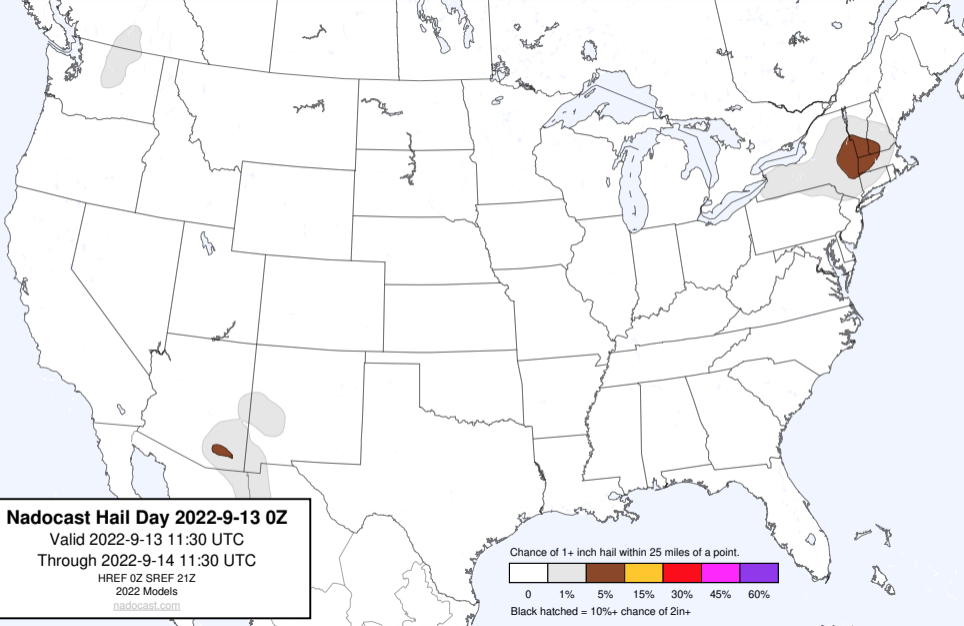 Nadocast Hail Day 2022-9-13 0Z
Valid 2022-9-13 11:30 UTC
Through 2022-9-14 11:30 UTC
HREF 0Z SREF 21Z
2022 Models
nadocast.com
Chance of 1+ inch hail within 25 miles of a point.
0 1% 5% 15% 30% 45% 60%
Black hatched = 10%+ chance of 2in+